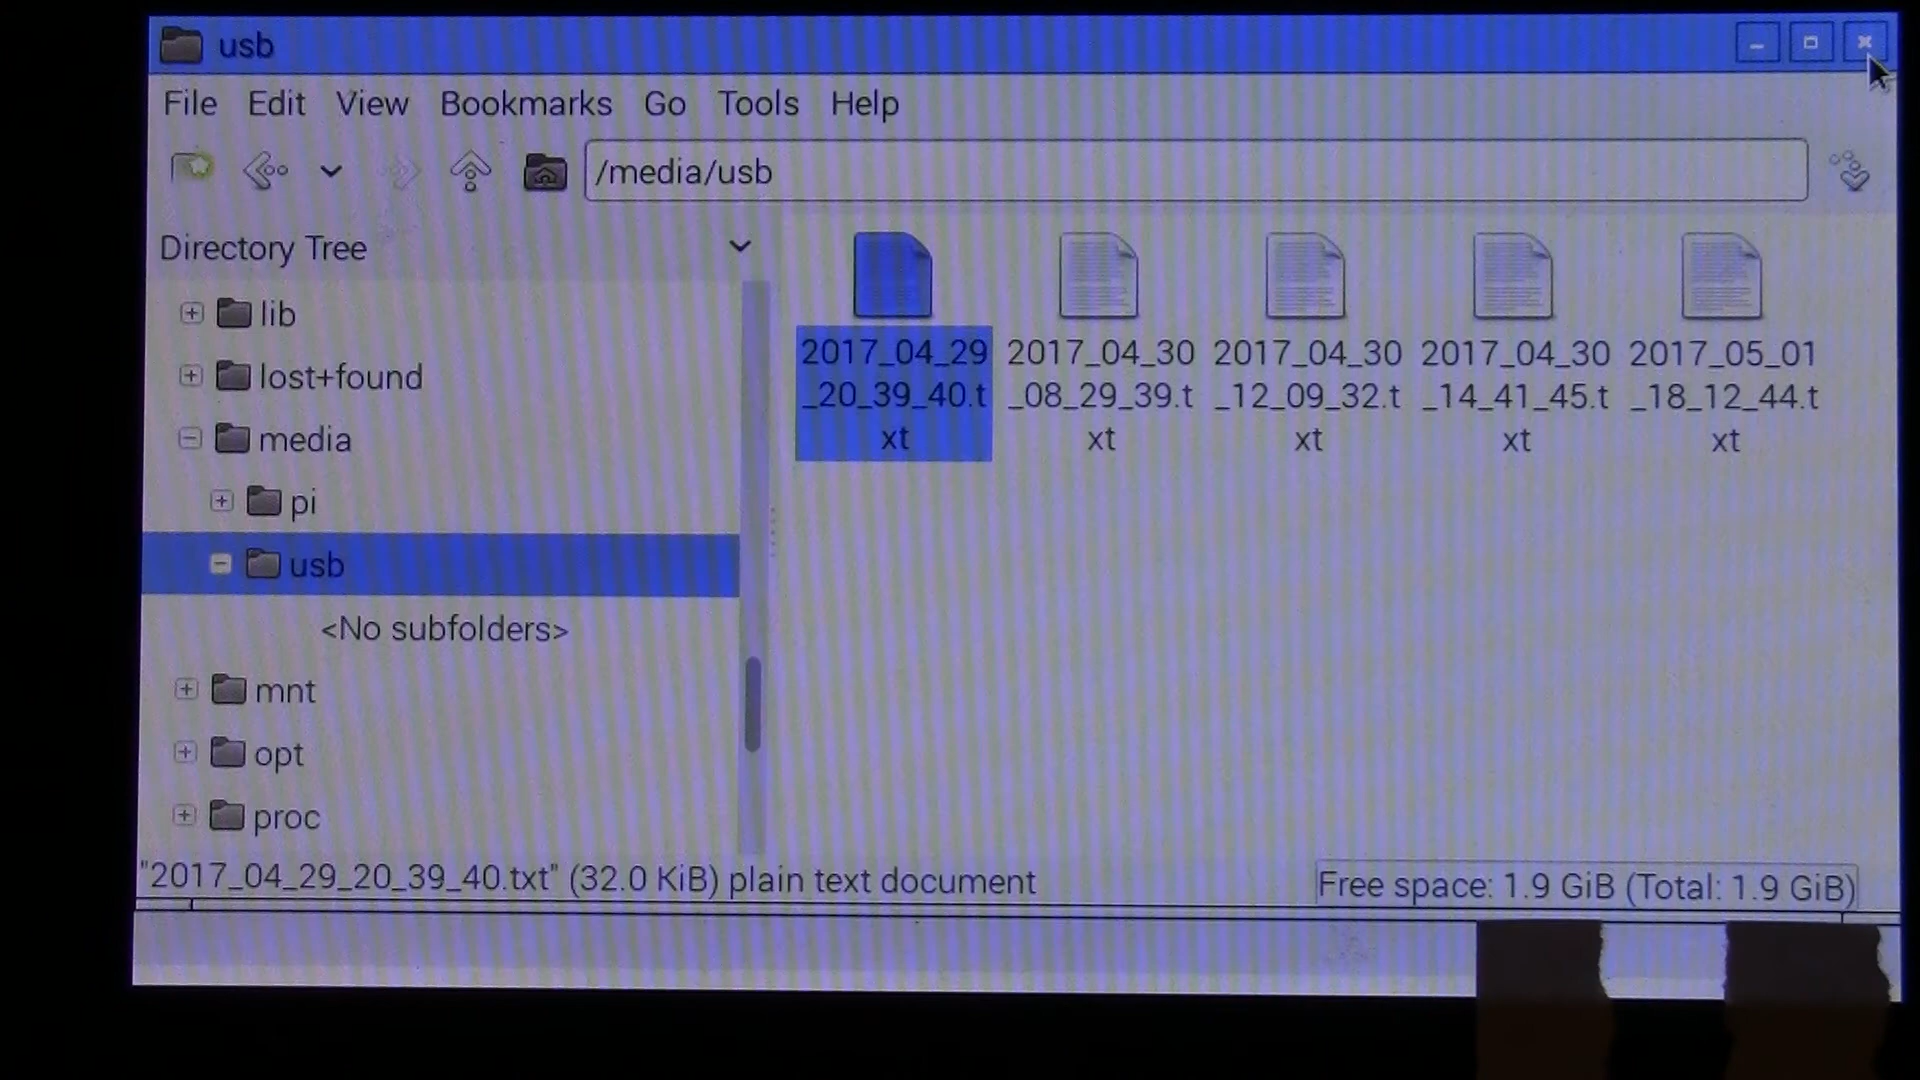 usb
File Edit View Bookmarks Go Tools Help
/media/usb
Directory Tree
lib
lost+found
media
pi
usb
<No subfolders>
mnt
opt
proc
2017_04_29
_20_39_40.t
xt
2017_04_30
_08_29_39.t
xt
2017_04_30
_12_09_32.t
xt
2017_04_30
_14_41_45.t
xt
2017_05_01
_18_12_44.t
xt
"2017_04_29_20_39_40.txt" (32.0 KiB) plain text document
Free space: 1.9 GiB (Total: 1.9 GiB)